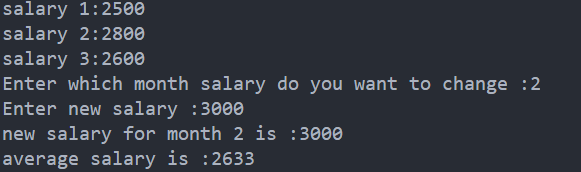 salary 1:2500
salary 2:2800
salary 3:2600
Enter which month salary do you want to change :2
Enter new salary :3000
new salary for month 2 is :3000
average salary is :2633